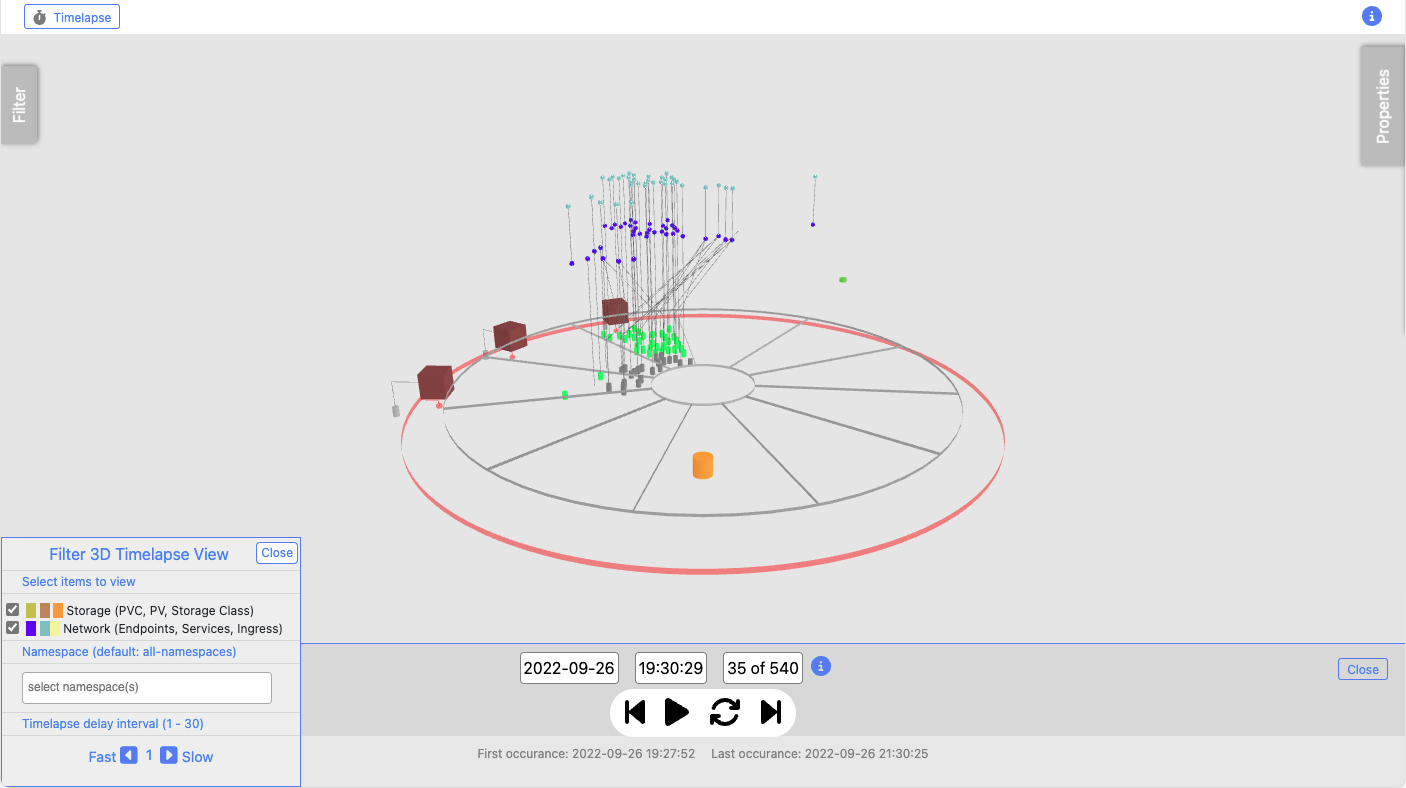 Timelapse
Filter
Properties
Filter 3D Timelapse View
Close
Select items to view
Storage (PVC, PV, Storage Class)
Network (Endpoints, Services, Ingress)
Namespace (default: all-namespaces)
select namespace(s)
Timelapse delay interval (1 - 30)
Fast 1 Slow
2022-09-26 19:30:29 35 of 540
Close
First occurance: 2022-09-26 19:27:52 Last occurance: 2022-09-26 21:30:25